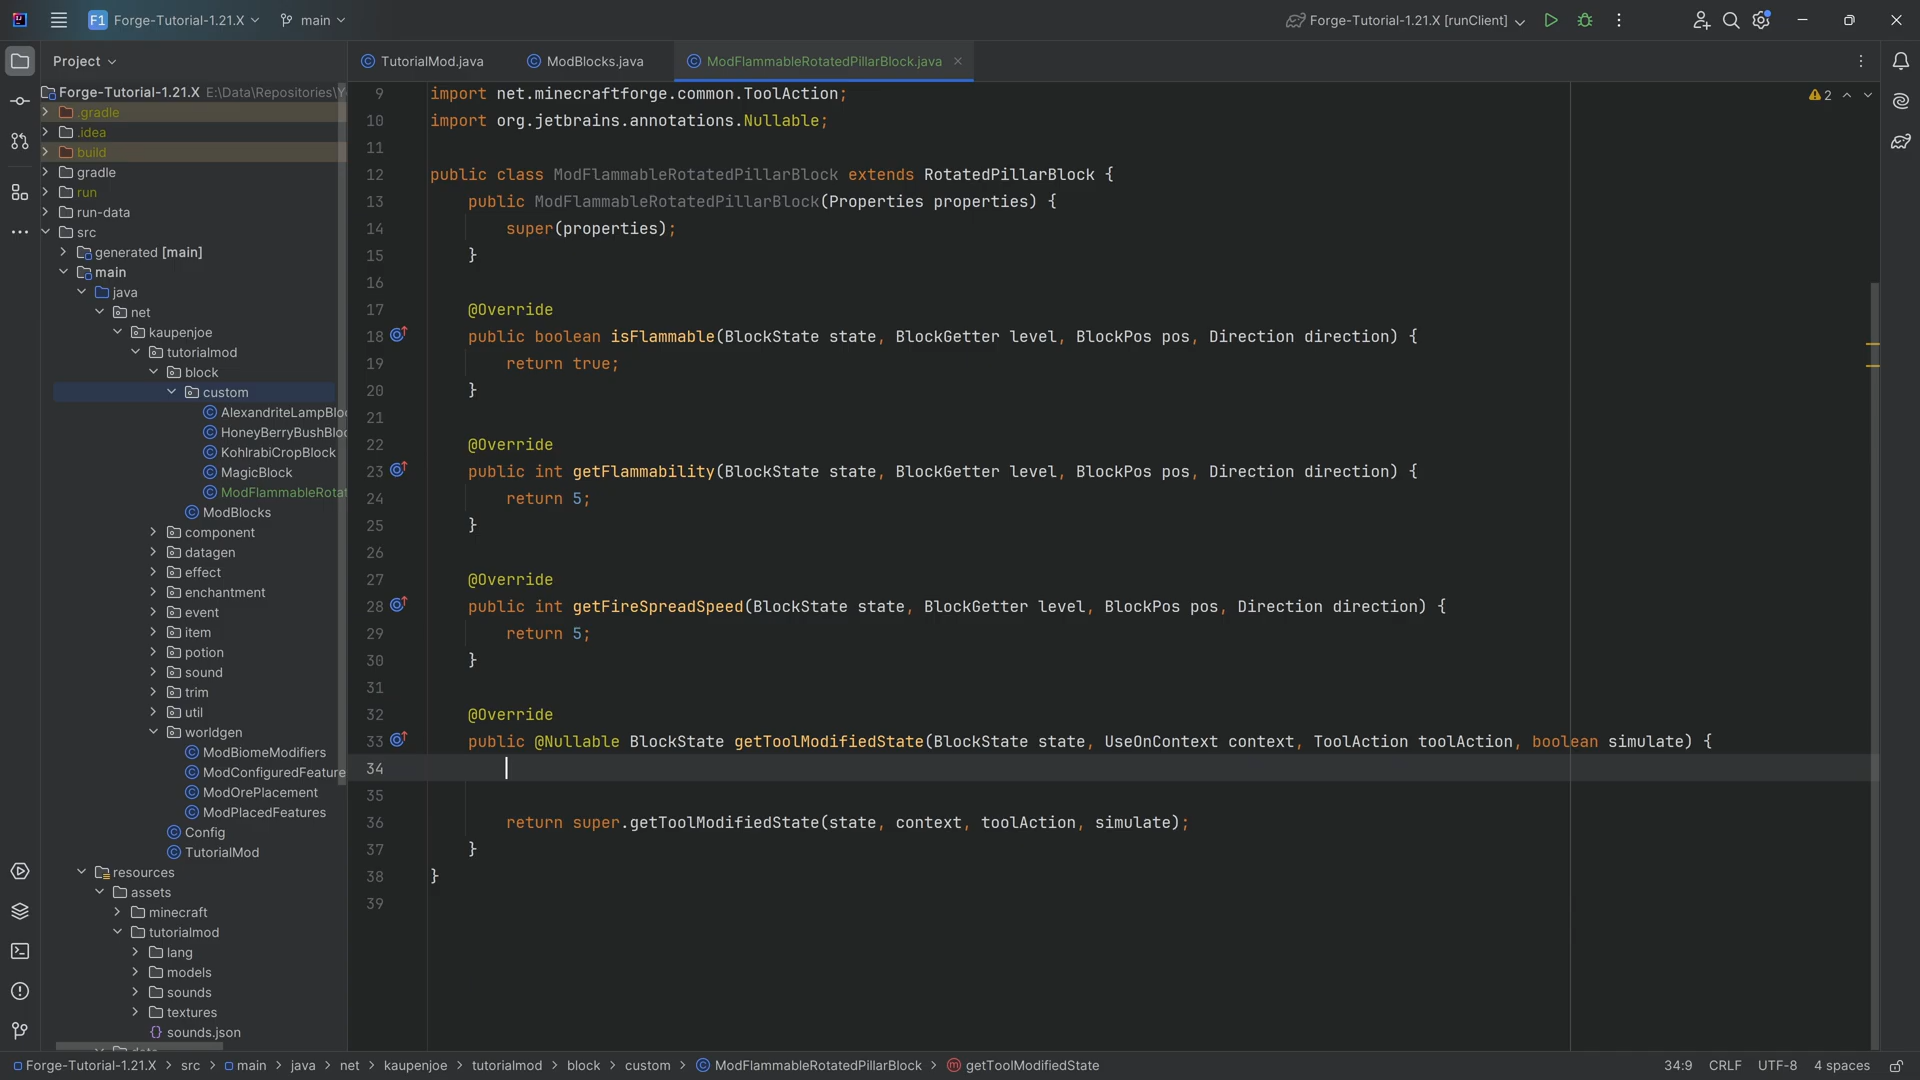 F1 Forge-Tutorial-1.21.X main Forge-Tutorial-1.21.X [runClient]
Project
TutorialMod.java ModBlocks.java ModFlammableRotatedPillarBlock.java
Forge-Tutorial-1.21.X E:\Data\Repositories\Y
.gradle
.idea
build
gradle
run
run-data
src
generated [main]
main
java
net
kaupenjoe
tutorialmod
block
custom
AlexandriteLampBloc
HoneyBerryBushBloc
KohlrabiCropBlock
MagicBlock
ModFlammableRotat
ModBlocks
component
datagen
effect
enchantment
event
item
potion
sound
trim
util
worldgen
ModBiomeModifiers
ModConfiguredFeature
ModOrePlacement
ModPlacedFeatures
Config
TutorialMod
resources
assets
minecraft
tutorialmod
lang
models
sounds
textures
sounds.json
2
9 import net.minecraftforge.common.ToolAction;
10 import org.jetbrains.annotations.Nullable;
11
12 public class ModFlammableRotatedPillarBlock extends RotatedPillarBlock {
13 public ModFlammableRotatedPillarBlock(Properties properties) {
14 super(properties);
15 }
16
17 @Override
18 public boolean isFlammable(BlockState state, BlockGetter level, BlockPos pos, Direction direction) {
19 return true;
20 }
21
22 @Override
23 public int getFlammability(BlockState state, BlockGetter level, BlockPos pos, Direction direction) {
24 return 5;
25 }
26
27 @Override
28 public int getFireSpreadSpeed(BlockState state, BlockGetter level, BlockPos pos, Direction direction) {
29 return 5;
30 }
31
32 @Override
33 public @Nullable BlockState getToolModifiedState(BlockState state, UseOnContext context, ToolAction toolAction, boolean simulate) {
34
35
36 return super.getToolModifiedState(state, context, toolAction, simulate);
37 }
38 }
39
Forge-Tutorial-1.21.X > src > main > java > net > kaupenjoe > tutorialmod > block > custom > ModFlammableRotatedPillarBlock > getToolModifiedState 34:9 CRLF UTF-8 4 spaces